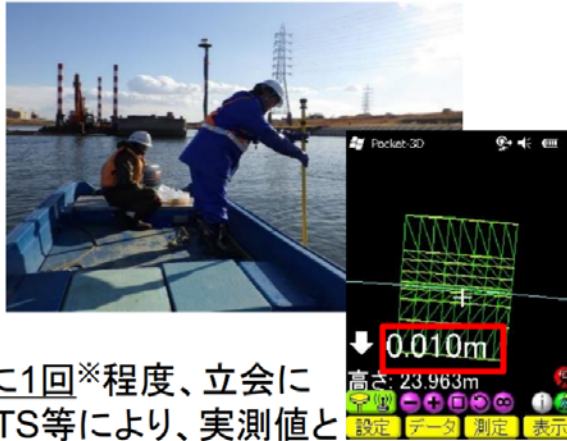 Pocket-3D
0.010m
高さ: 23.963m
設定 データ 測定 表示
に1回※程度、立会に
TS等により、実測値と